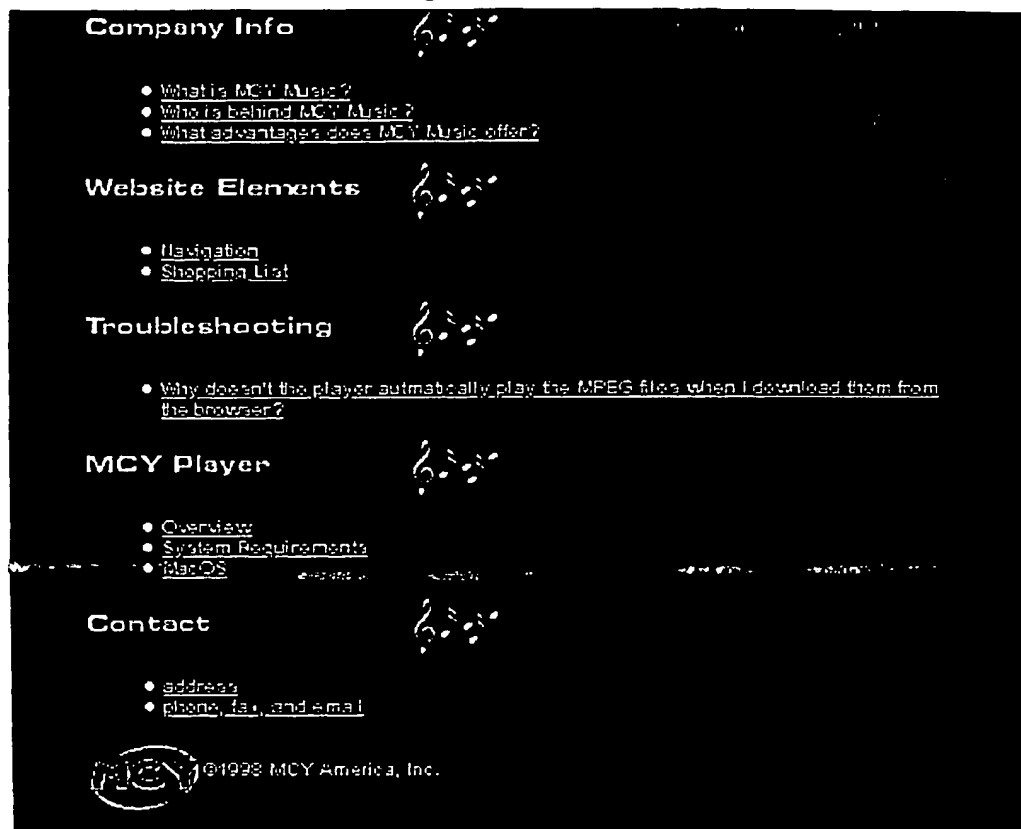 Company Info
What is MCY Music?
Who is behind MCY Music?
What advantages does MCY Music offer?
Website Elements
Navigation
Shopping List
Troubleshooting
Why doesn't the player autmatically play the MPEG files when I download them from
the browser?
MCY Player
Overview
System Requirements
MacOS
Contact
address
phone, fax, and email
MCY ©1998 MCY America, Inc.